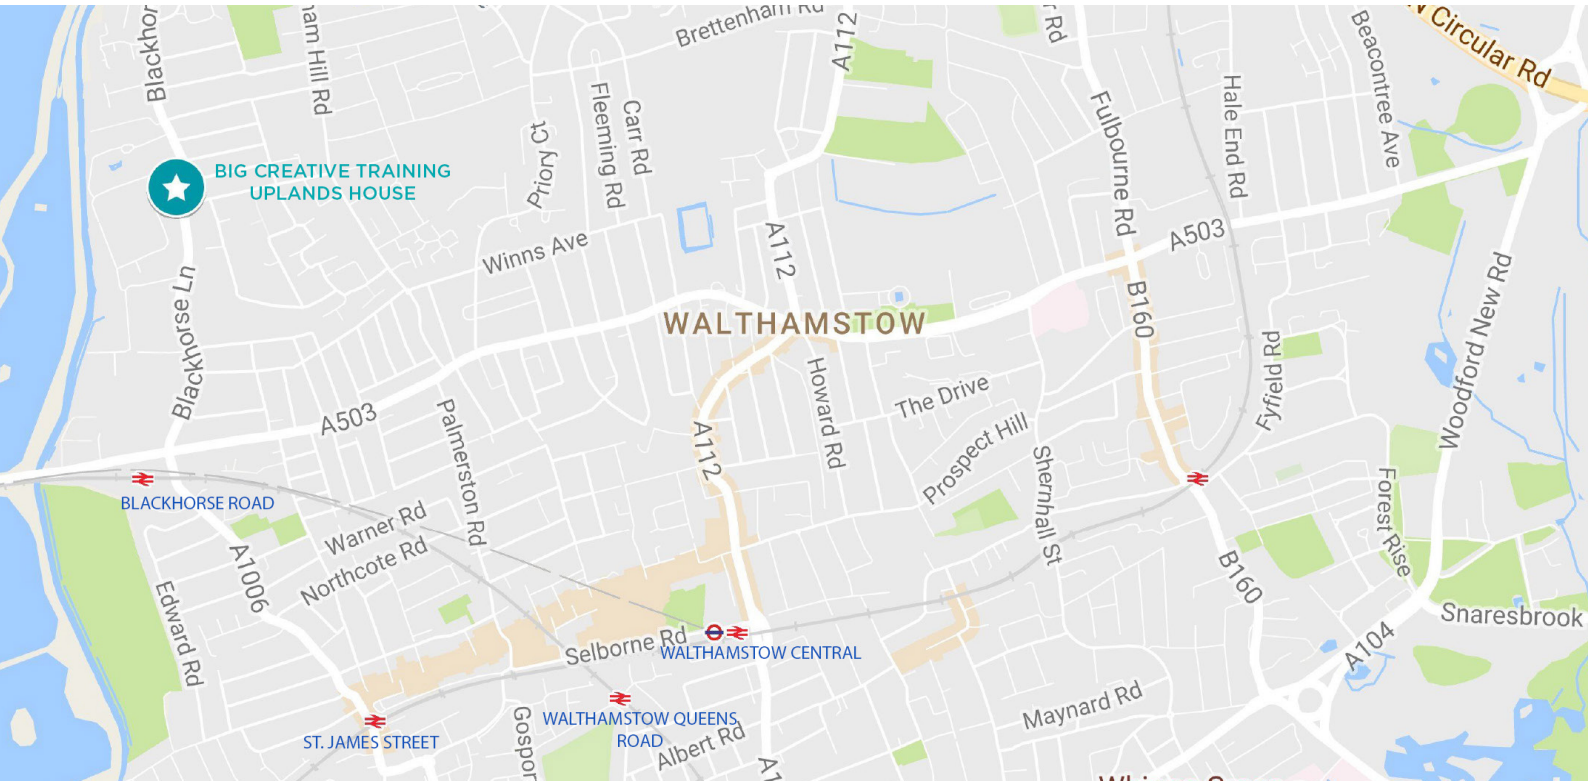 Brettenham Rd
A112
N Circular Rd
Beacontree Ave
Hale End Rd
Fulbourne Rd
Carr Rd
Fleeming Rd
Priory Ct
BIG CREATIVE TRAINING
UPLANDS HOUSE
Winns Ave
A112
A503
B160
Blackhorse Ln
WALTHAMSTOW
Woodford New Rd
Fyfield Rd
Howard Rd
The Drive
A503
Palmerston Rd
A112
Prospect Hill
Shernhall St
Forest Rise
BLACKHORSE ROAD
Warner Rd
Northcote Rd
A1006
Edward Rd
B160
Snaresbrook
A104
Selborne Rd
WALTHAMSTOW CENTRAL
Maynard Rd
ST. JAMES STREET
WALTHAMSTOW QUEENS
ROAD
Albert Rd
Gospor
A1